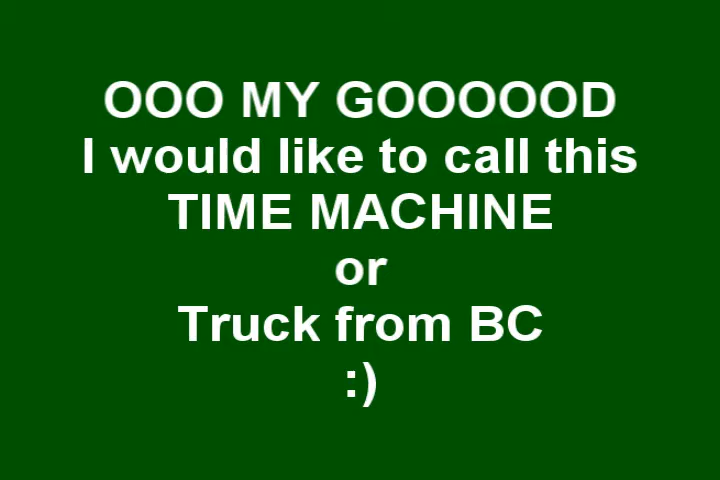 OOO MY GOOOOOD
I would like to call this
TIME MACHINE
or
Truck from BC
:)